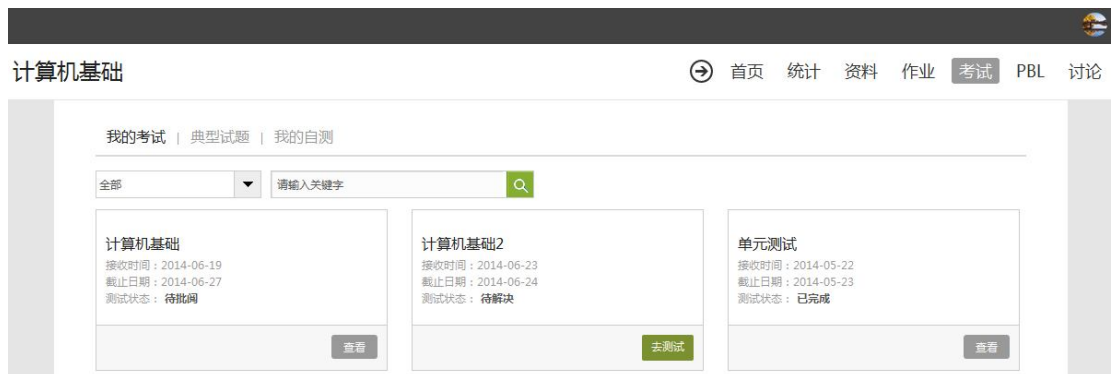 计算机基础
首页 统计 资料 作业 考试 PBL 讨论
我的考试 | 典型试题 | 我的自测
全部
请输入关键字
计算机基础
接收时间：2014-06-19
截止日期：2014-06-27
测试状态：待批阅
查看
计算机基础2
接收时间：2014-06-23
截止日期：2014-06-24
测试状态：待解决
去测试
单元测试
接收时间：2014-05-22
截止日期：2014-05-23
测试状态：已完成
查看